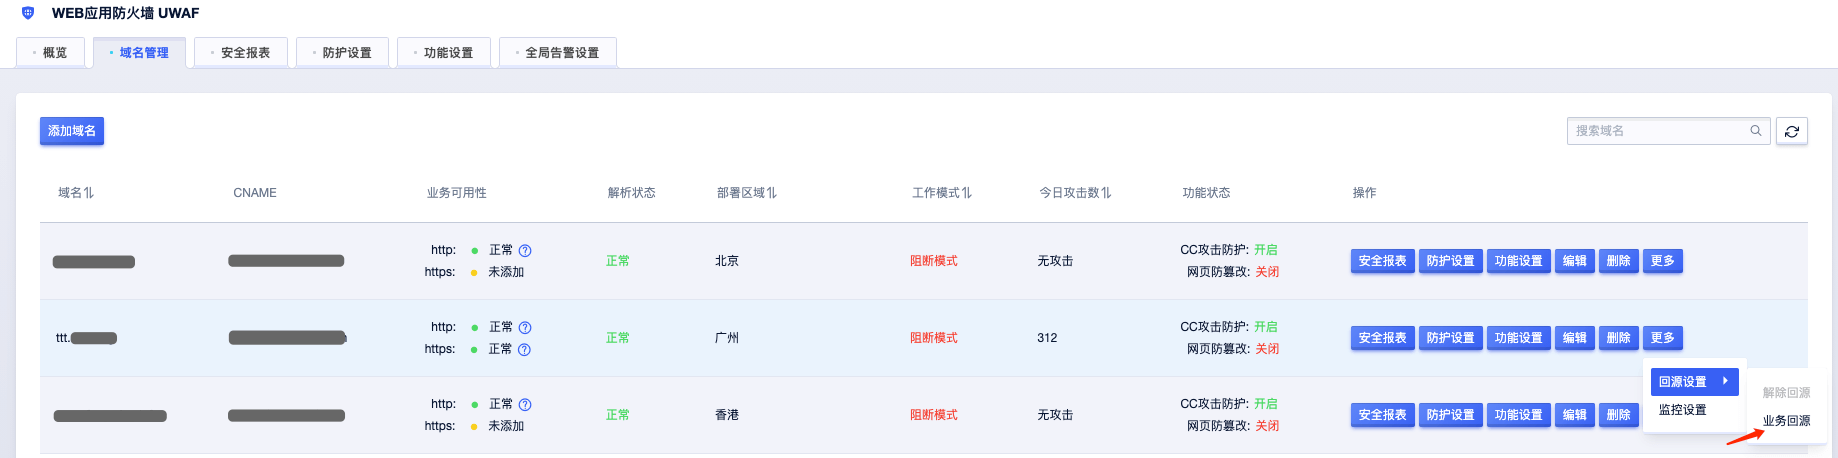 WEB应用防火墙 UWAF
概览 域名管理 安全报表 防护设置 功能设置 全局告警设置
添加域名 搜索域名
域名 CNAME 业务可用性 解析状态 部署区域 工作模式 今日攻击数 功能状态 操作
http: 正常 CC攻击防护: 开启
正常 北京 阻断模式 无攻击 安全报表 防护设置 功能设置 编辑 删除 更多
https: 未添加 网页防篡改: 关闭
http: 正常 CC攻击防护: 开启
ttt. 正常 广州 阻断模式 312 安全报表 防护设置 功能设置 编辑 删除 更多
https: 正常 网页防篡改: 关闭
回源设置 解除回源
监控设置 业务回源
http: 正常 CC攻击防护: 开启
正常 香港 阻断模式 无攻击 安全报表 防护设置 功能设置 编辑 删除
https: 未添加 网页防篡改: 关闭